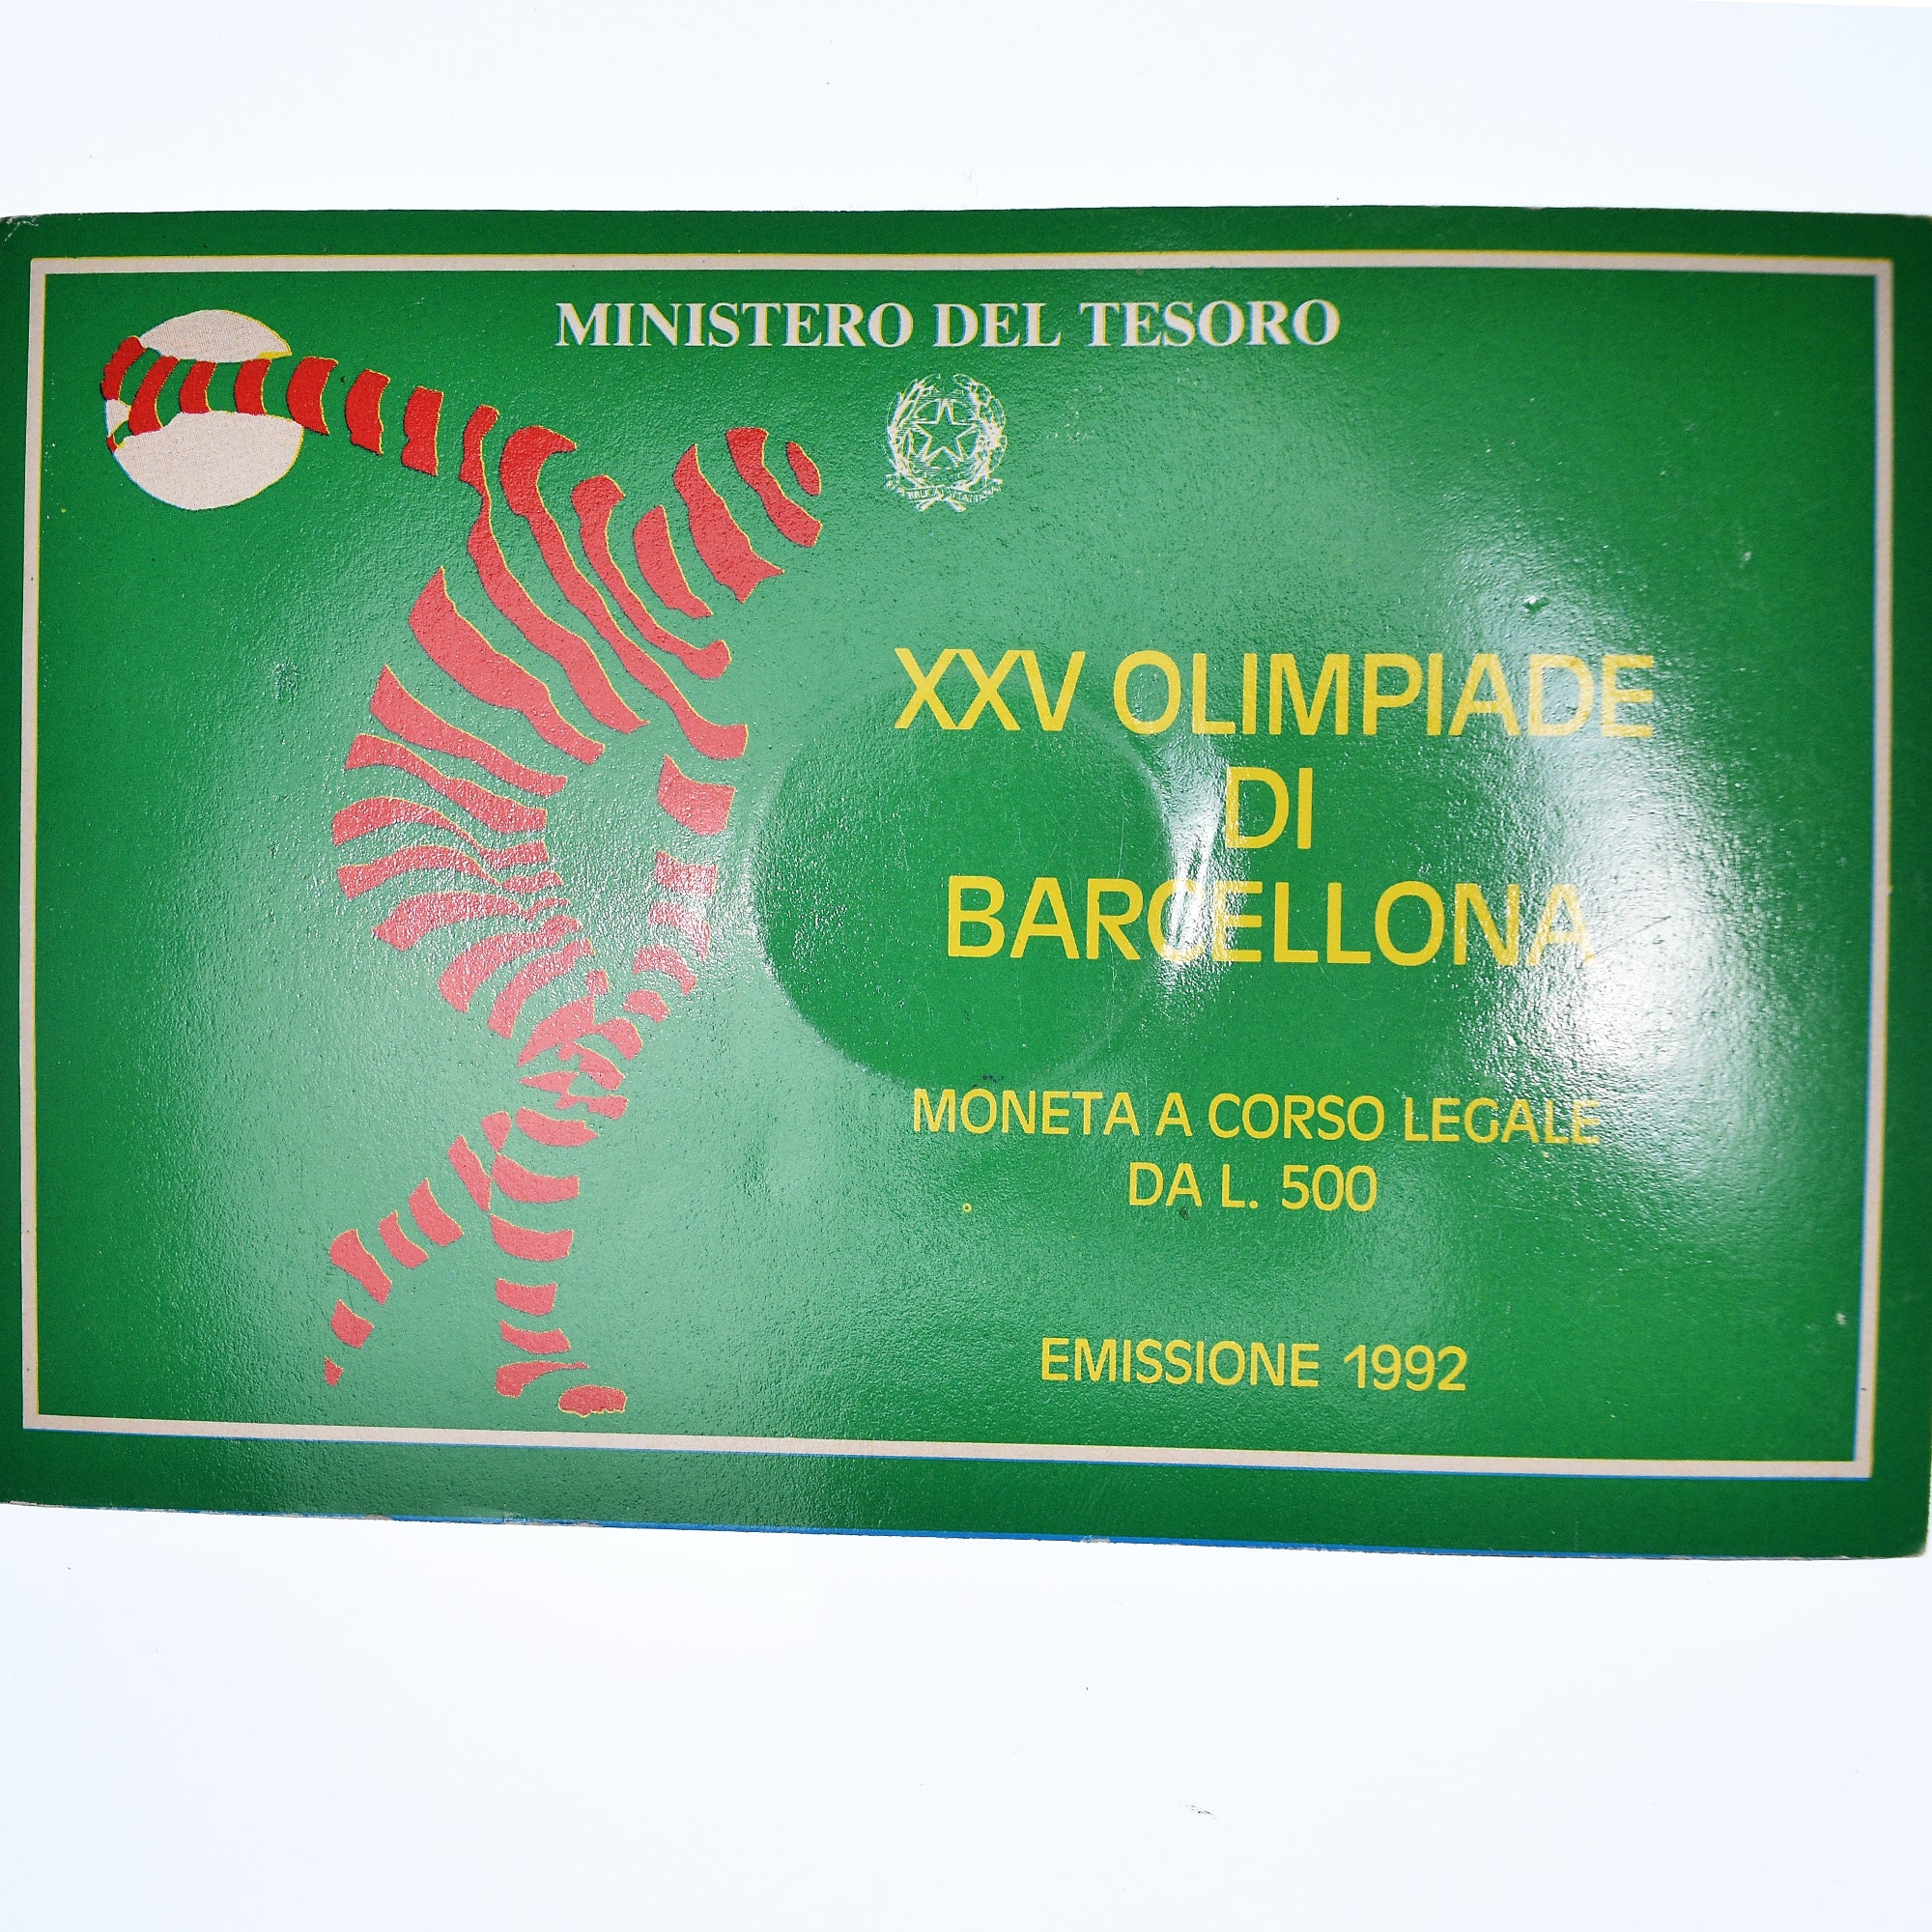 MINISTERO DEL TESORO
XXV OLIMPIADE
DI
BARCELLONA
MONETA A CORSO LEGALE
DA L. 500
EMISSIONE 1992